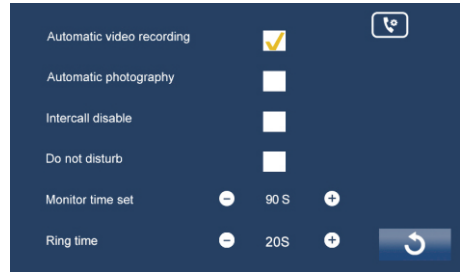 Automatic video recording
Automatic photography
Intercall disable
Do not disturb
Monitor time set 90 S
Ring time 20S